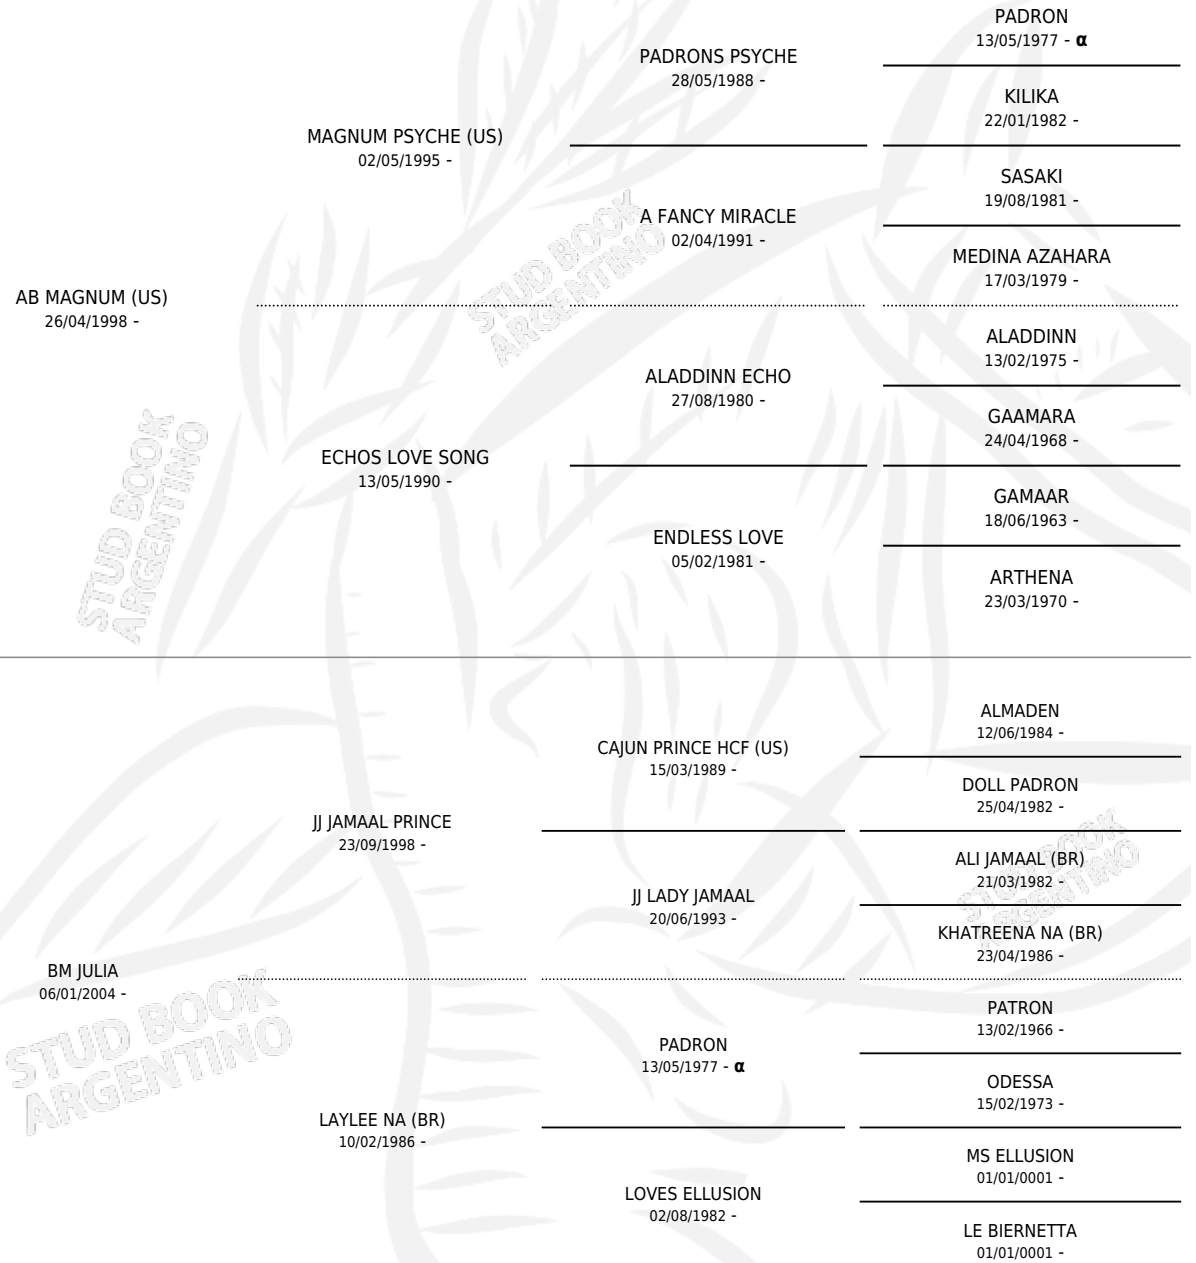 PADRON
13/05/1977 - α
PADRONS PSYCHE
28/05/1988 -
KILIKA
22/01/1982 -
MAGNUM PSYCHE (US)
02/05/1995 -
SASAKI
19/08/1981 -
A FANCY MIRACLE
02/04/1991 -
MEDINA AZAHARA
17/03/1979 -
AB MAGNUM (US)
26/04/1998 -
ALADDINN
13/02/1975 -
ALADDINN ECHO
27/08/1980 -
GAAMARA
24/04/1968 -
ECHOS LOVE SONG
13/05/1990 -
GAMAAR
18/06/1963 -
ENDLESS LOVE
05/02/1981 -
ARTHENA
23/03/1970 -
STUD BOOK
ARGENTINO
STUD BOOK
ARGENTINO
ALMADEN
12/06/1984 -
CAJUN PRINCE HCF (US)
15/03/1989 -
DOLL PADRON
25/04/1982 -
JJ JAMAAL PRINCE
23/09/1998 -
ALI JAMAAL (BR)
21/03/1982 -
JJ LADY JAMAAL
20/06/1993 -
KHATREENA NA (BR)
23/04/1986 -
BM JULIA
06/01/2004 -
PATRON
13/02/1966 -
PADRON
13/05/1977 - α
ODESSA
15/02/1973 -
LAYLEE NA (BR)
10/02/1986 -
MS ELLUSION
01/01/0001 -
LOVES ELLUSION
02/08/1982 -
LE BIERNETTA
01/01/0001 -
STUD BOOK
ARGENTINO
STUD BOOK
ARGENTINO